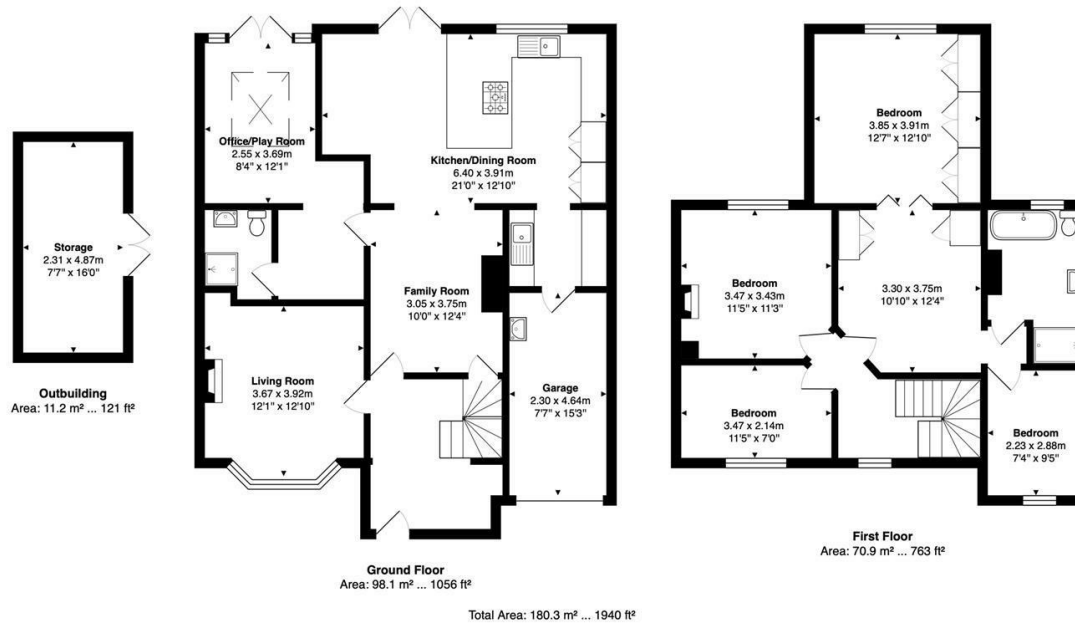 Office/Play Room
2.55 x 3.69m
8'4" x 12'1"
Kitchen/Dining Room
6.40 x 3.91m
21'0" x 12'10"
Storage
2.31 x 4.87m
7'7" x 16'0"
Outbuilding
Area: 11.2 m² ... 121 ft²
Family Room
3.05 x 3.75m
10'0" x 12'4"
Living Room
3.67 x 3.92m
12'1" x 12'10"
Garage
2.30 x 4.64m
7'7" x 15'3"
Ground Floor
Area: 98.1 m² ... 1056 ft²
Bedroom
3.85 x 3.91m
12'7" x 12'10"
Bedroom
3.47 x 3.43m
11'5" x 11'3"
3.30 x 3.75m
10'10" x 12'4"
Bedroom
3.47 x 2.14m
11'5" x 7'0"
Bedroom
2.23 x 2.88m
7'4" x 9'5"
First Floor
Area: 70.9 m² ... 763 ft²
Total Area: 180.3 m² ... 1940 ft²